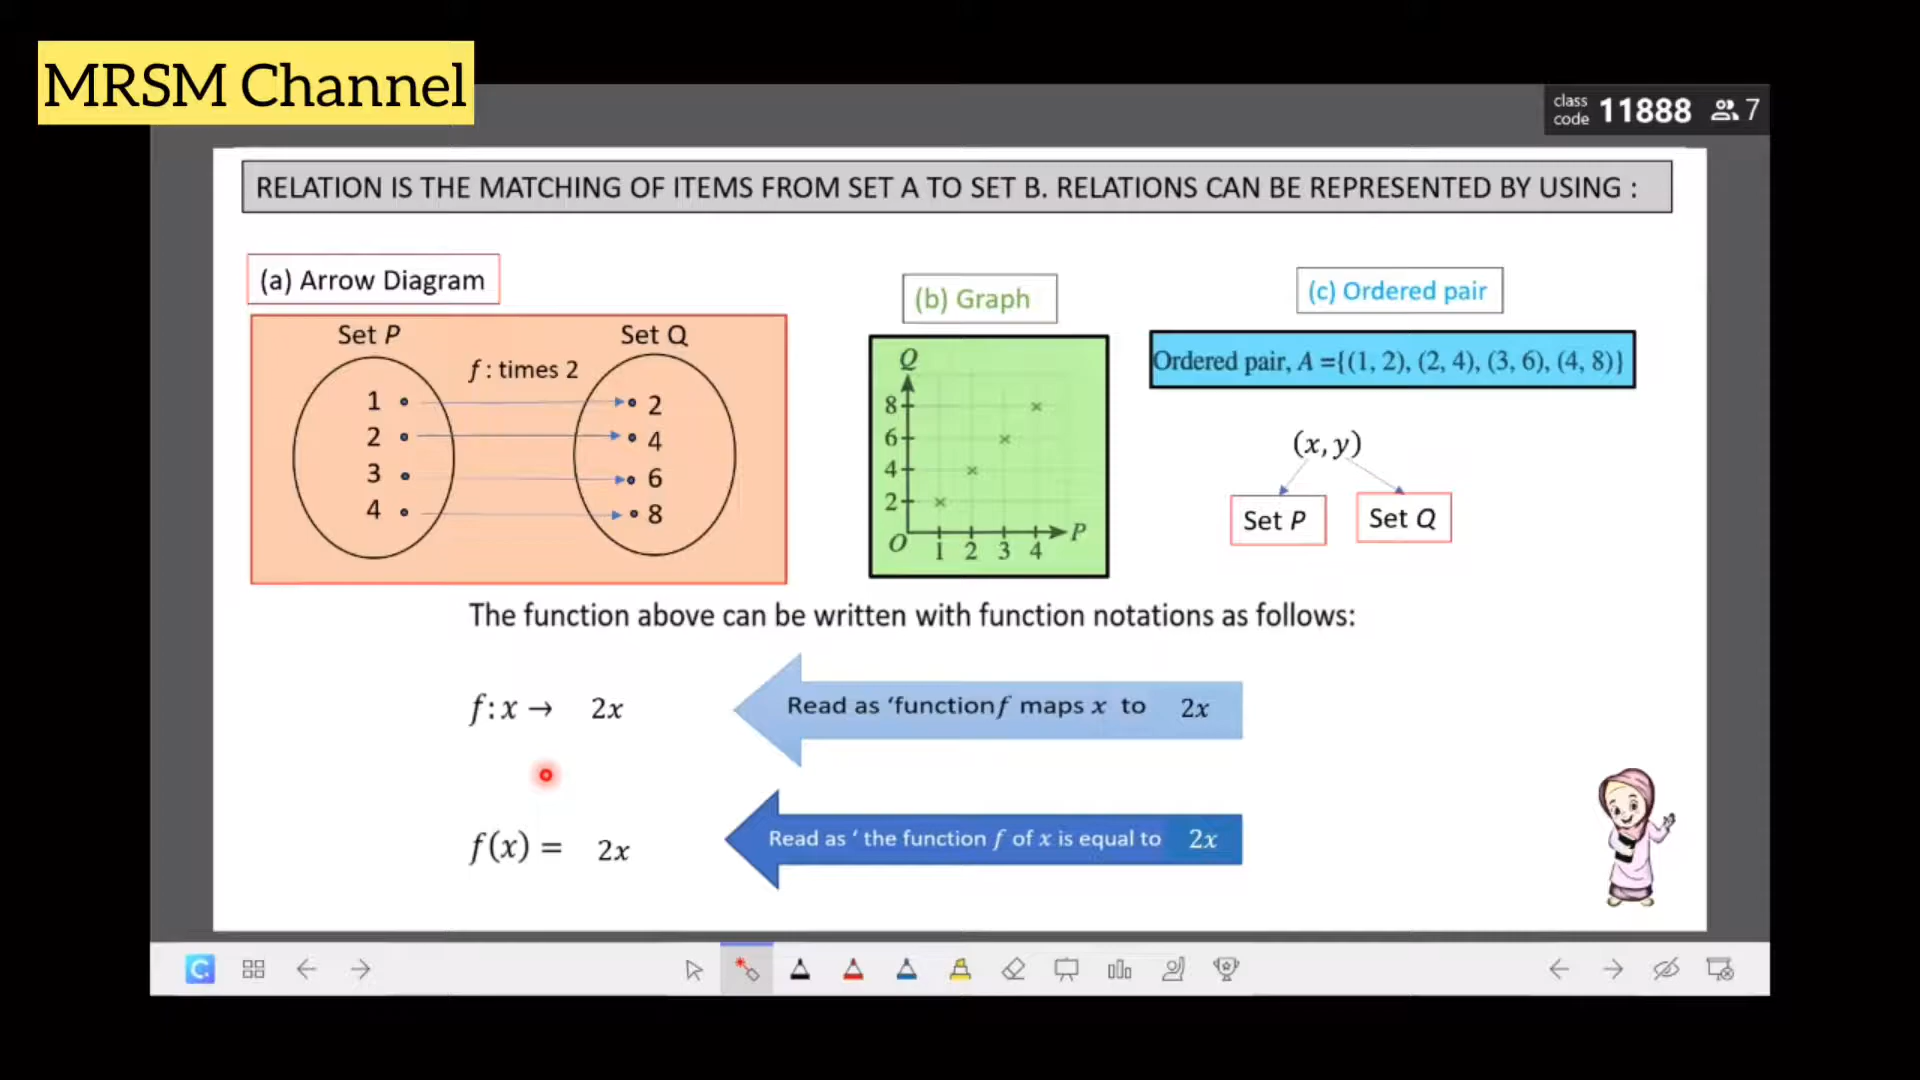 MRSM Channel
class code 11888 7
RELATION IS THE MATCHING OF ITEMS FROM SET A TO SET B. RELATIONS CAN BE REPRESENTED BY USING :
(a) Arrow Diagram
Set P
Set Q
f : times 2
1 2
2 4
3 6
4 8
(b) Graph
Q
8
6
4
2
O
1 2 3 4
P
(c) Ordered pair
Ordered pair, A ={(1, 2), (2, 4), (3, 6), (4, 8)}
(x, y)
Set P
Set Q
The function above can be written with function notations as follows:
f: x → 2x
Read as ‘function f maps x to 2x
f(x) = 2x
Read as ‘ the function f of x is equal to 2x